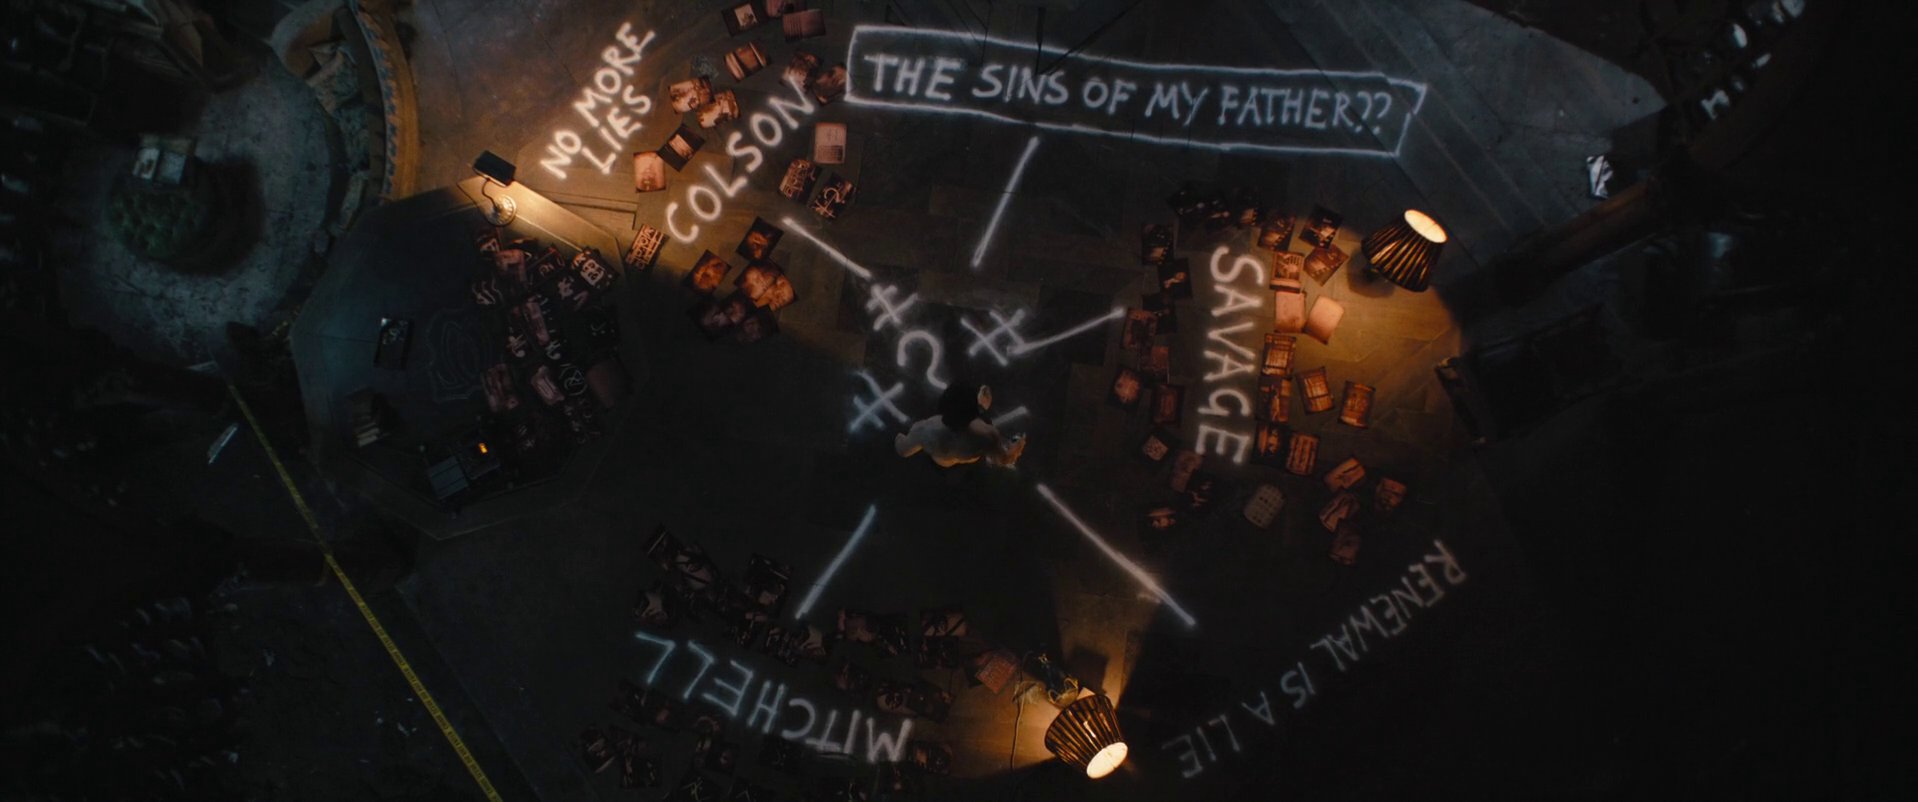 NO MORE
LIES
COLSON
THE SINS OF MY FATHER??
SAVAGE
MITCHELL
RENEWAL IS A LIE